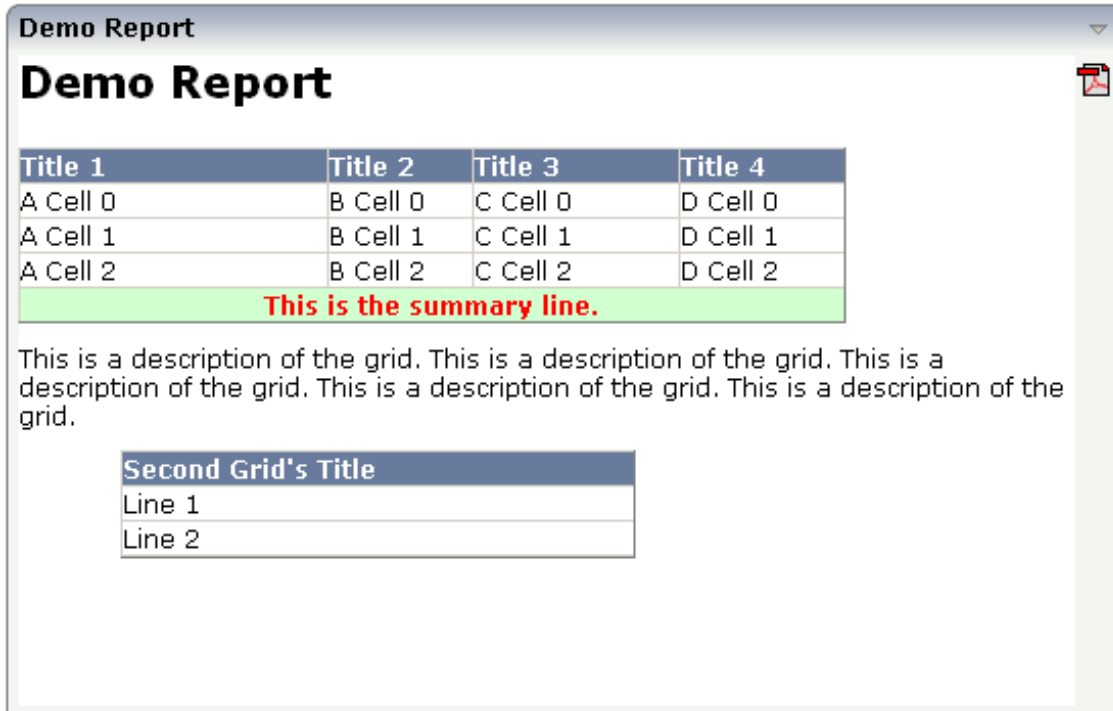 Demo Report
Demo Report
Title 1 Title 2 Title 3 Title 4
A Cell 0 B Cell 0 C Cell 0 D Cell 0
A Cell 1 B Cell 1 C Cell 1 D Cell 1
A Cell 2 B Cell 2 C Cell 2 D Cell 2
This is the summary line.
This is a description of the grid. This is a description of the grid. This is a
description of the grid. This is a description of the grid. This is a description of the
grid.
Second Grid's Title
Line 1
Line 2